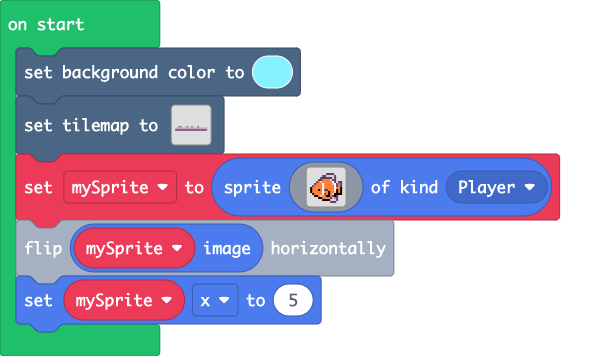 on start
set background color to
set tilemap to
set mySprite to sprite of kind Player
flip mySprite image horizontally
set mySprite x to 5